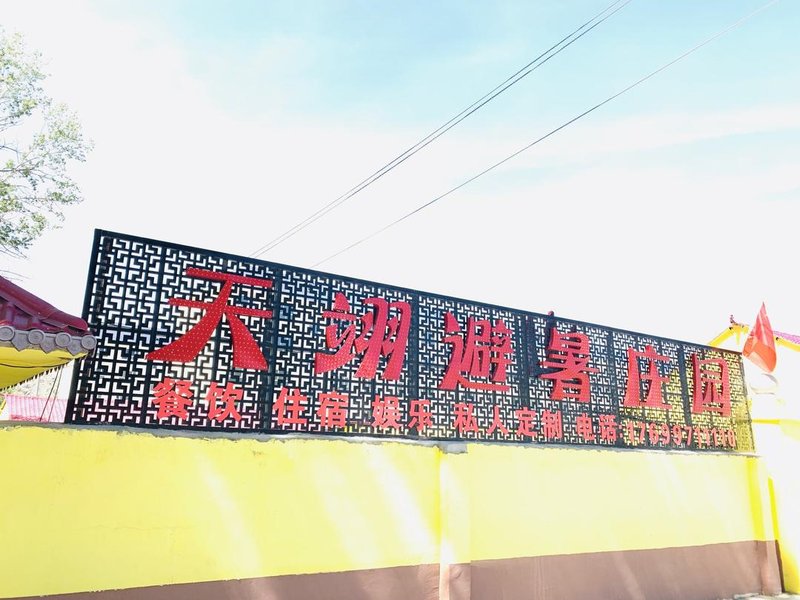 天翊避暑庄园
餐饮 住宿 娱乐 私人定制 电话